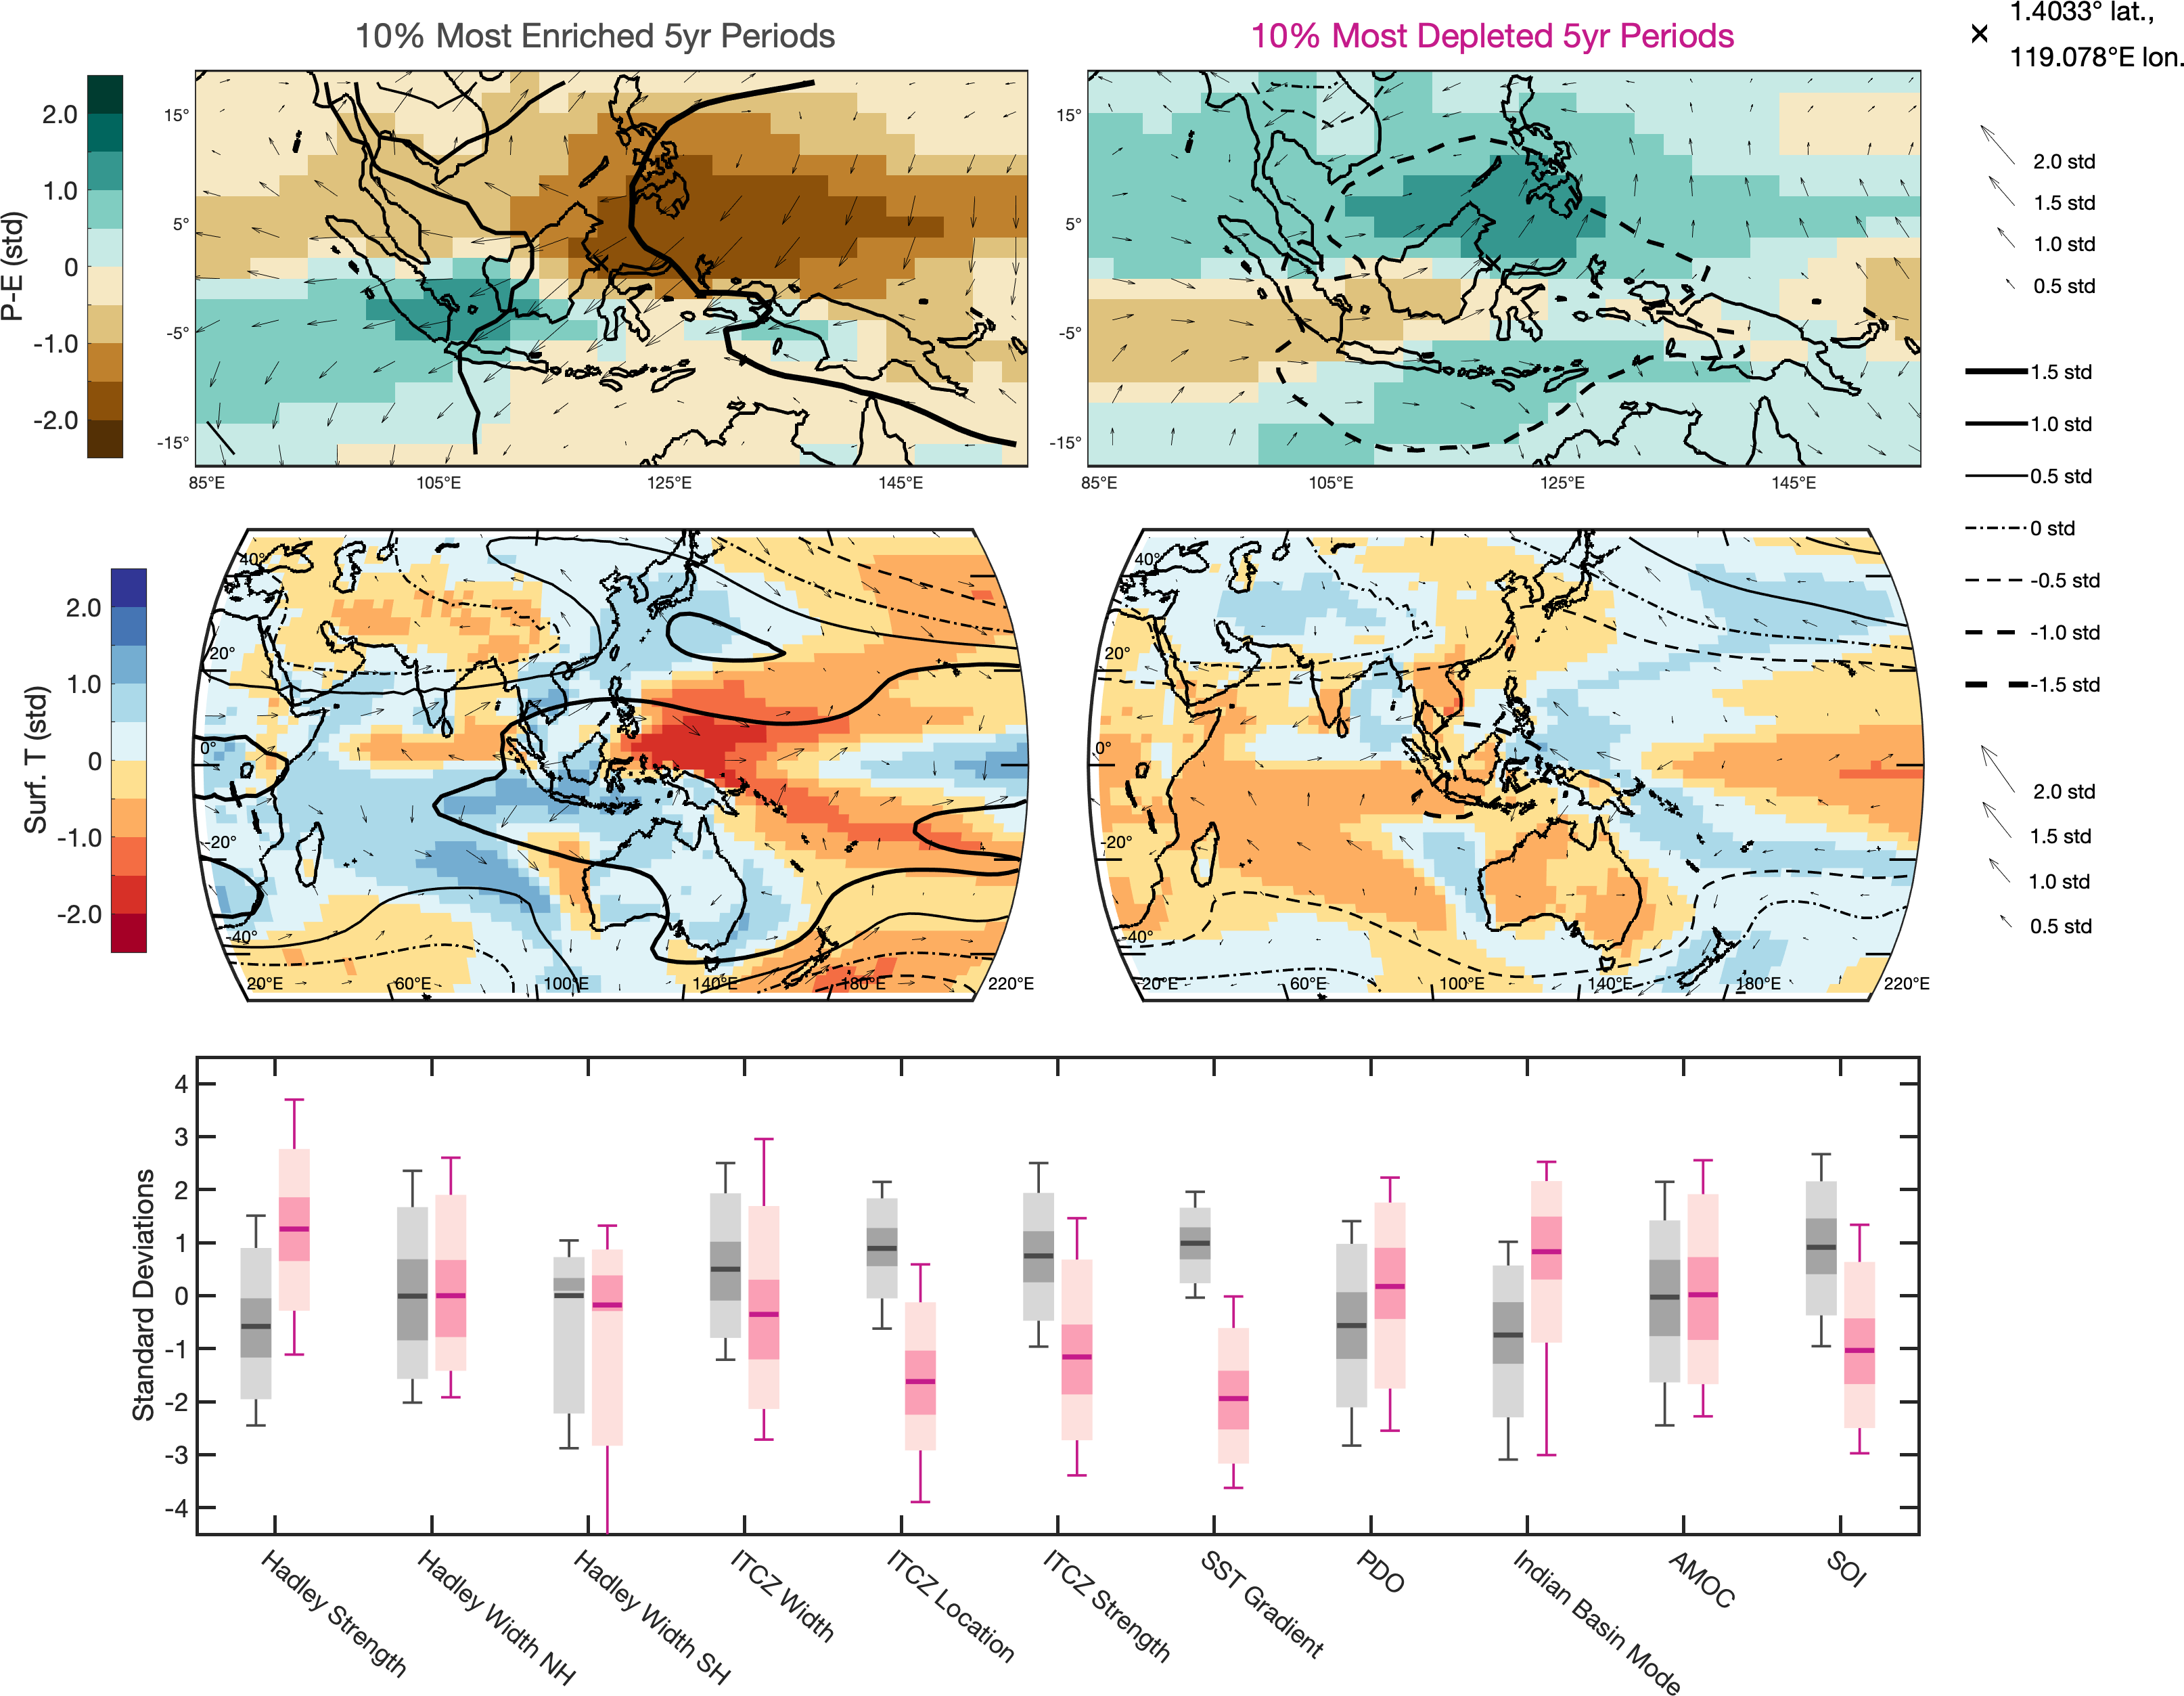 10% Most Enriched 5yr Periods
10% Most Depleted 5yr Periods
1.4033° lat.,
119.078°E lon.
P-E (std)
2.0
1.0
0
-1.0
-2.0
15°
5°
-5°
-15°
85°E 105°E 125°E 145°E
15°
5°
-5°
-15°
85°E 105°E 125°E 145°E
2.0 std
1.5 std
1.0 std
0.5 std
1.5 std
1.0 std
0.5 std
0 std
-0.5 std
-1.0 std
-1.5 std
Surf. T (std)
2.0
1.0
0
-1.0
-2.0
40°
20°
0°
-20°
-40°
20°E 60°E 100°E 140°E 180°E 220°E
40°
20°
0°
-20°
-40°
20°E 60°E 100°E 140°E 180°E 220°E
2.0 std
1.5 std
1.0 std
0.5 std
Standard Deviations
4
3
2
1
0
-1
-2
-3
-4
Hadley Strength
Hadley Width NH
Hadley Width SH
ITCZ Width
ITCZ Location
ITCZ Strength
SST Gradient
PDO
Indian Basin Mode
AMOC
SOI